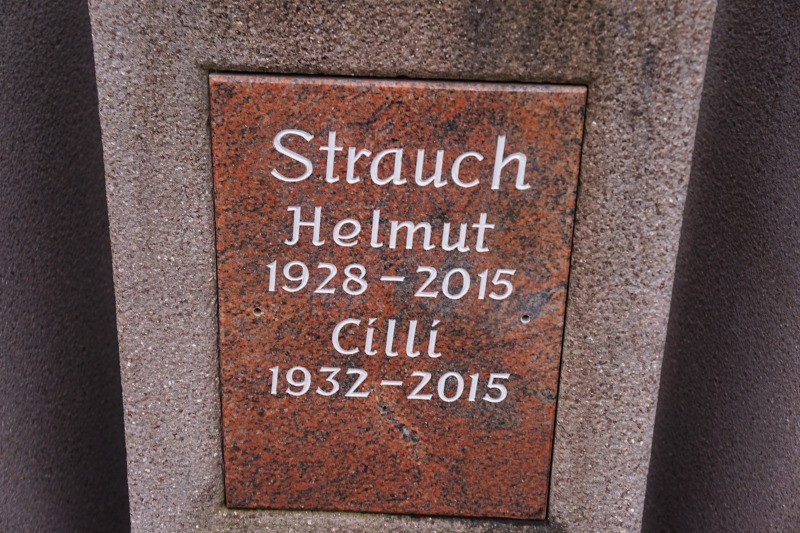 Strauch
Helmut
1928 – 2015
Cilli
1932 – 2015